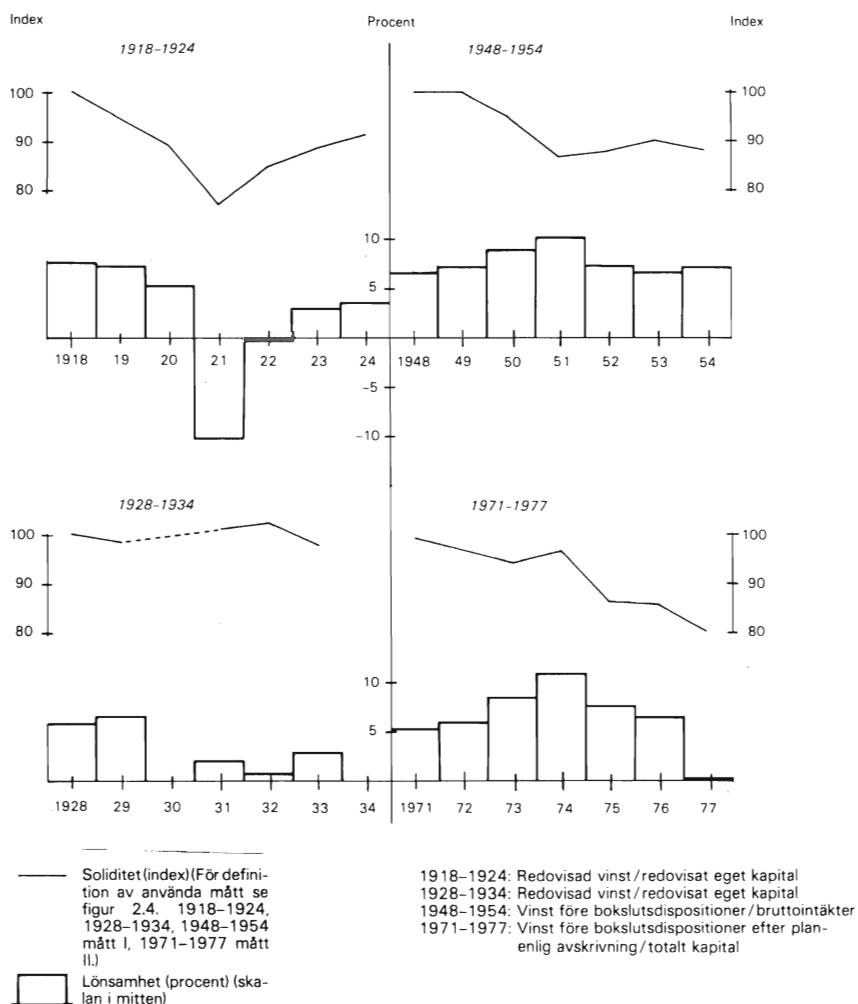 Index Procent Index
1918–1924 1948–1954
100 100
90 90
80 80
10
5
1918 19 20 21 22 23 24 1948 49 50 51 52 53 54
-5
-10
1928–1934 1971–1977
100 100
90 90
80 80
10
5
1928 29 30 31 32 33 34 1971 72 73 74 75 76 77
Soliditet (index) (För defini-
tion av använda mått se
figur 2.4. 1918–1924,
1928–1934, 1948–1954
mått I, 1971–1977 mått
II.)
Lönsamhet (procent) (ska-
lan i mitten)
1918–1924: Redovisad vinst/redovisat eget kapital
1928–1934: Redovisad vinst/redovisat eget kapital
1948–1954: Vinst före bokslutsdispositioner/bruttointäkter
1971–1977: Vinst före bokslutsdispositioner efter plan-
enlig avskrivning/totalt kapital